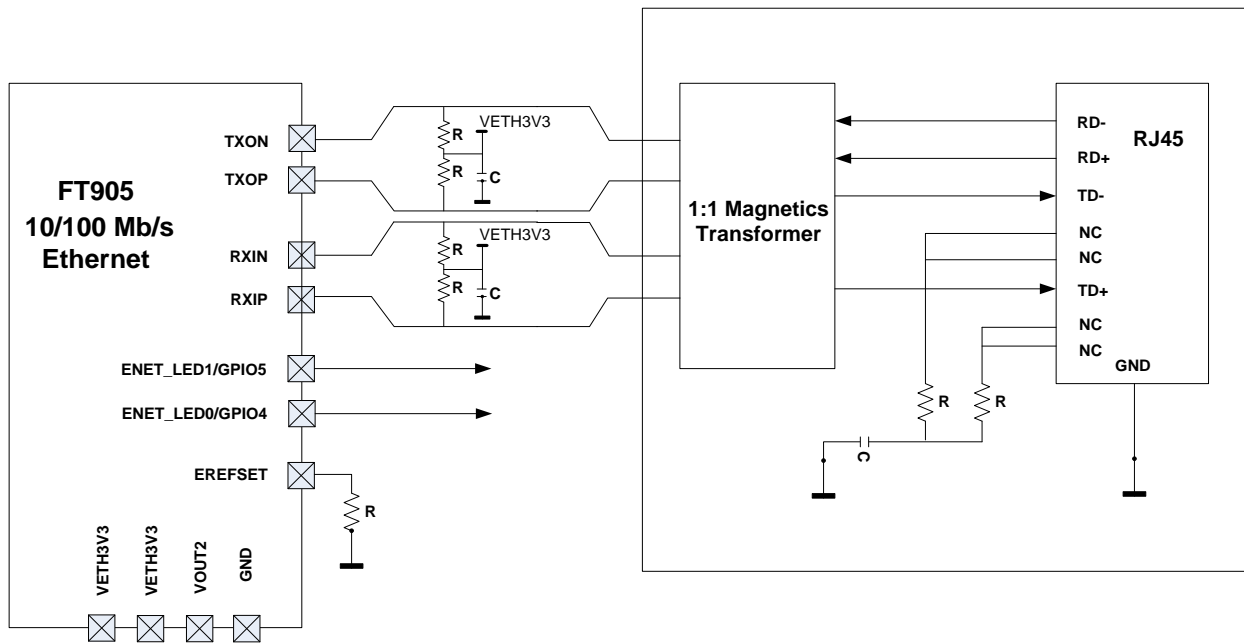 FT905
10/100 Mb/s
Ethernet
TXON
TXOP
RXIN
RXIP
ENET_LED1/GPIO5
ENET_LED0/GPIO4
EREFSET
VETH3V3
VETH3V3
VOUT2
GND
R
VETH3V3
R
C
R
VETH3V3
R
C
R
1:1 Magnetics
Transformer
RJ45
RD-
RD+
TD-
NC
NC
TD+
NC
NC
GND
R
R
C